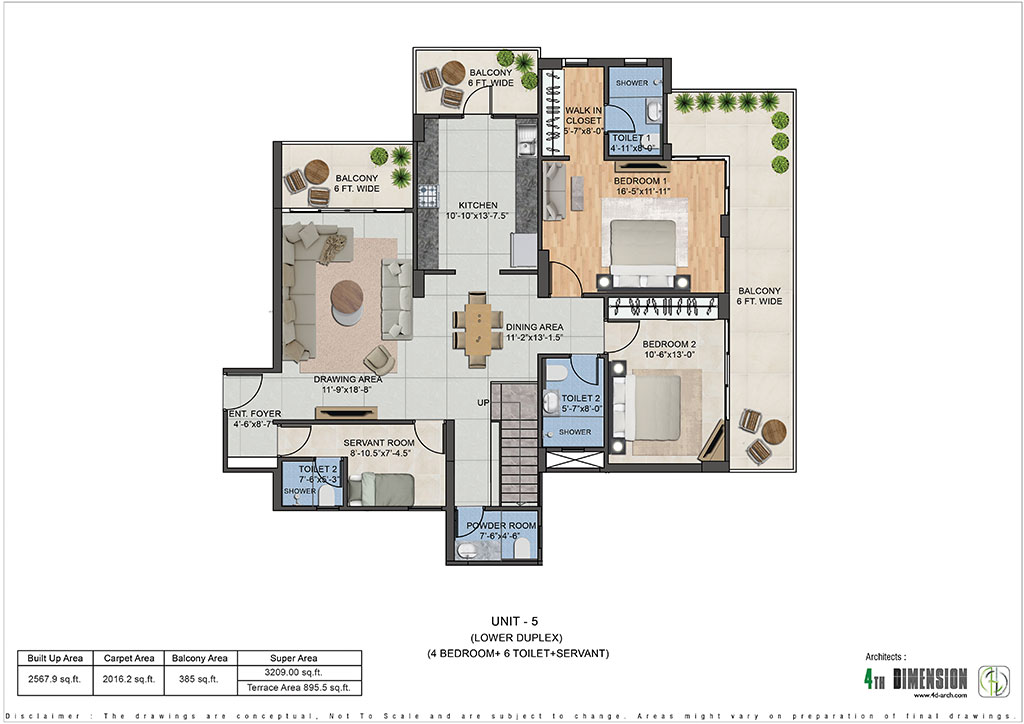 BALCONY
6 FT. WIDE
SHOWER
WALK IN
CLOSET
5'-7"x8'-0"
TOILET 1
4'-11"x8'-0"
BALCONY
6 FT. WIDE
BEDROOM 1
16'-5"x11'-11"
KITCHEN
10'-10"x13'-7.5"
BALCONY
6 FT. WIDE
DINING AREA
11'-2"x13'-1.5"
BEDROOM 2
10'-6"x13'-0"
DRAWING AREA
11'-9"x18'-8"
UP
TOILET 2
5'-7"x8'-0"
SHOWER
ENT. FOYER
4'-6"x8'-7"
SERVANT ROOM
8'-10.5"x7'-4.5"
TOILET 2
7'-6"x5'-3"
SHOWER
POWDER ROOM
7'-6"x4'-6"
UNIT - 5
(LOWER DUPLEX)
(4 BEDROOM+ 6 TOILET+SERVANT)
Built Up Area Carpet Area Balcony Area Super Area
2567.9 sq.ft. 2016.2 sq.ft. 385 sq.ft. 3209.00 sq.ft.
Terrace Area 895.5 sq.ft.
Architects :
4TH DIMENSION
www.4d-arch.com
Disclaimer : The drawings are conceptual, Not To Scale and are subject to change. Areas might vary on preparation of final drawings.